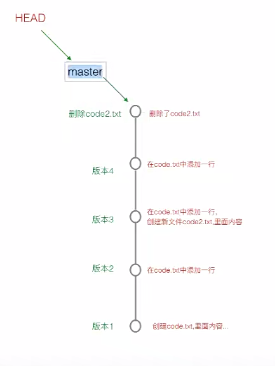 HEAD
master
删除code2.txt
删除了code2.txt
版本4
在code.txt中添加一行
版本3
在code.txt中添加一行,
创建新文件code2.txt,里面内容
版本2
在code.txt中添加一行
版本1
创建code.txt,里面内容...